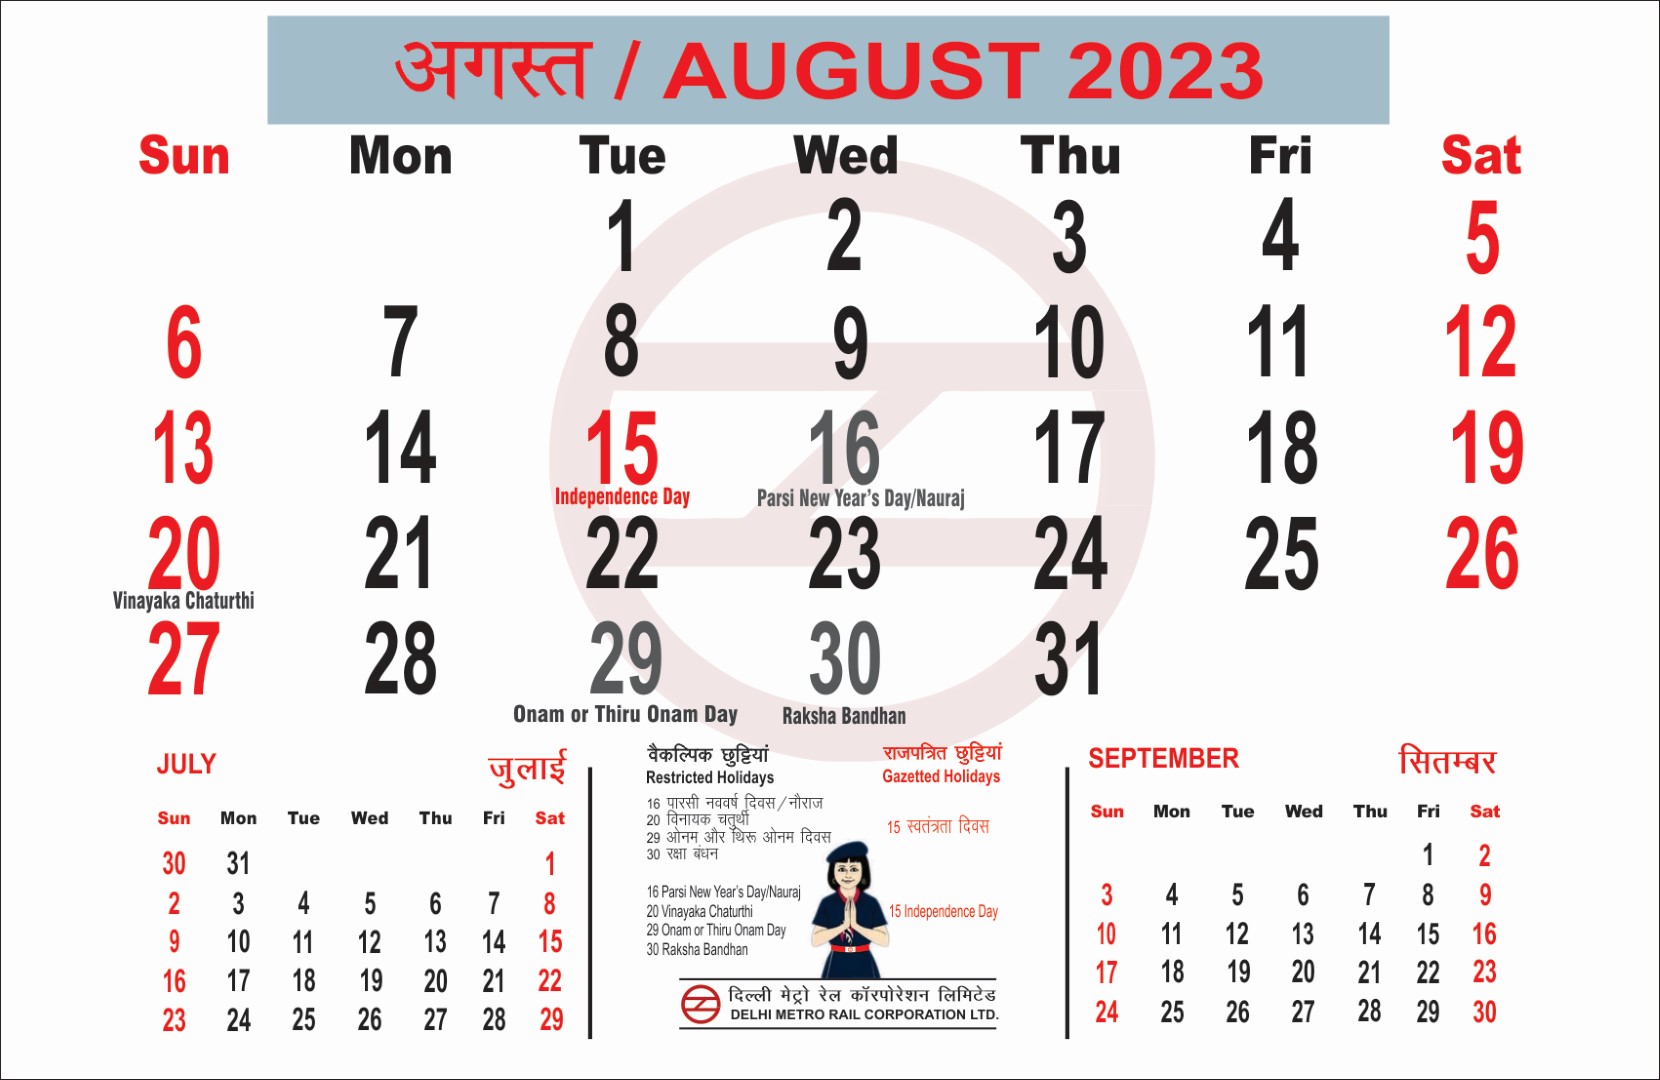 अगस्त / AUGUST 2023
Sun Mon Tue Wed Thu Fri Sat
1 2 3 4 5
6 7 8 9 10 11 12
13 14 15 16 17 18 19
Independence Day Parsi New Year's Day/Nauraj
20 21 22 23 24 25 26
Vinayaka Chaturthi
27 28 29 30 31
Onam or Thiru Onam Day Raksha Bandhan
JULY जुलाई
Sun Mon Tue Wed Thu Fri Sat
30 31 1
2 3 4 5 6 7 8
9 10 11 12 13 14 15
16 17 18 19 20 21 22
23 24 25 26 27 28 29
वैकल्पिक छुट्टियां
Restricted Holidays
16 पारसी नववर्ष दिवस/नौराज
20 विनायक चतुर्थी
29 ओनम और थिरू ओनम दिवस
30 रक्षा बंधन
16 Parsi New Year's Day/Nauraj
20 Vinayaka Chaturthi
29 Onam or Thiru Onam Day
30 Raksha Bandhan
राजपत्रित छुट्टियां
Gazetted Holidays
15 स्वतंत्रता दिवस
15 Independence Day
दिल्ली मेट्रो रेल कॉरपोरेशन लिमिटेड
DELHI METRO RAIL CORPORATION LTD.
SEPTEMBER सितम्बर
Sun Mon Tue Wed Thu Fri Sat
1 2
3 4 5 6 7 8 9
10 11 12 13 14 15 16
17 18 19 20 21 22 23
24 25 26 27 28 29 30